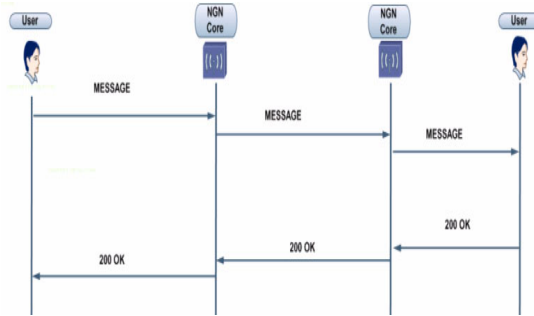 User
NGN
Core
NGN
Core
User
MESSAGE
MESSAGE
MESSAGE
200 OK
200 OK
200 OK